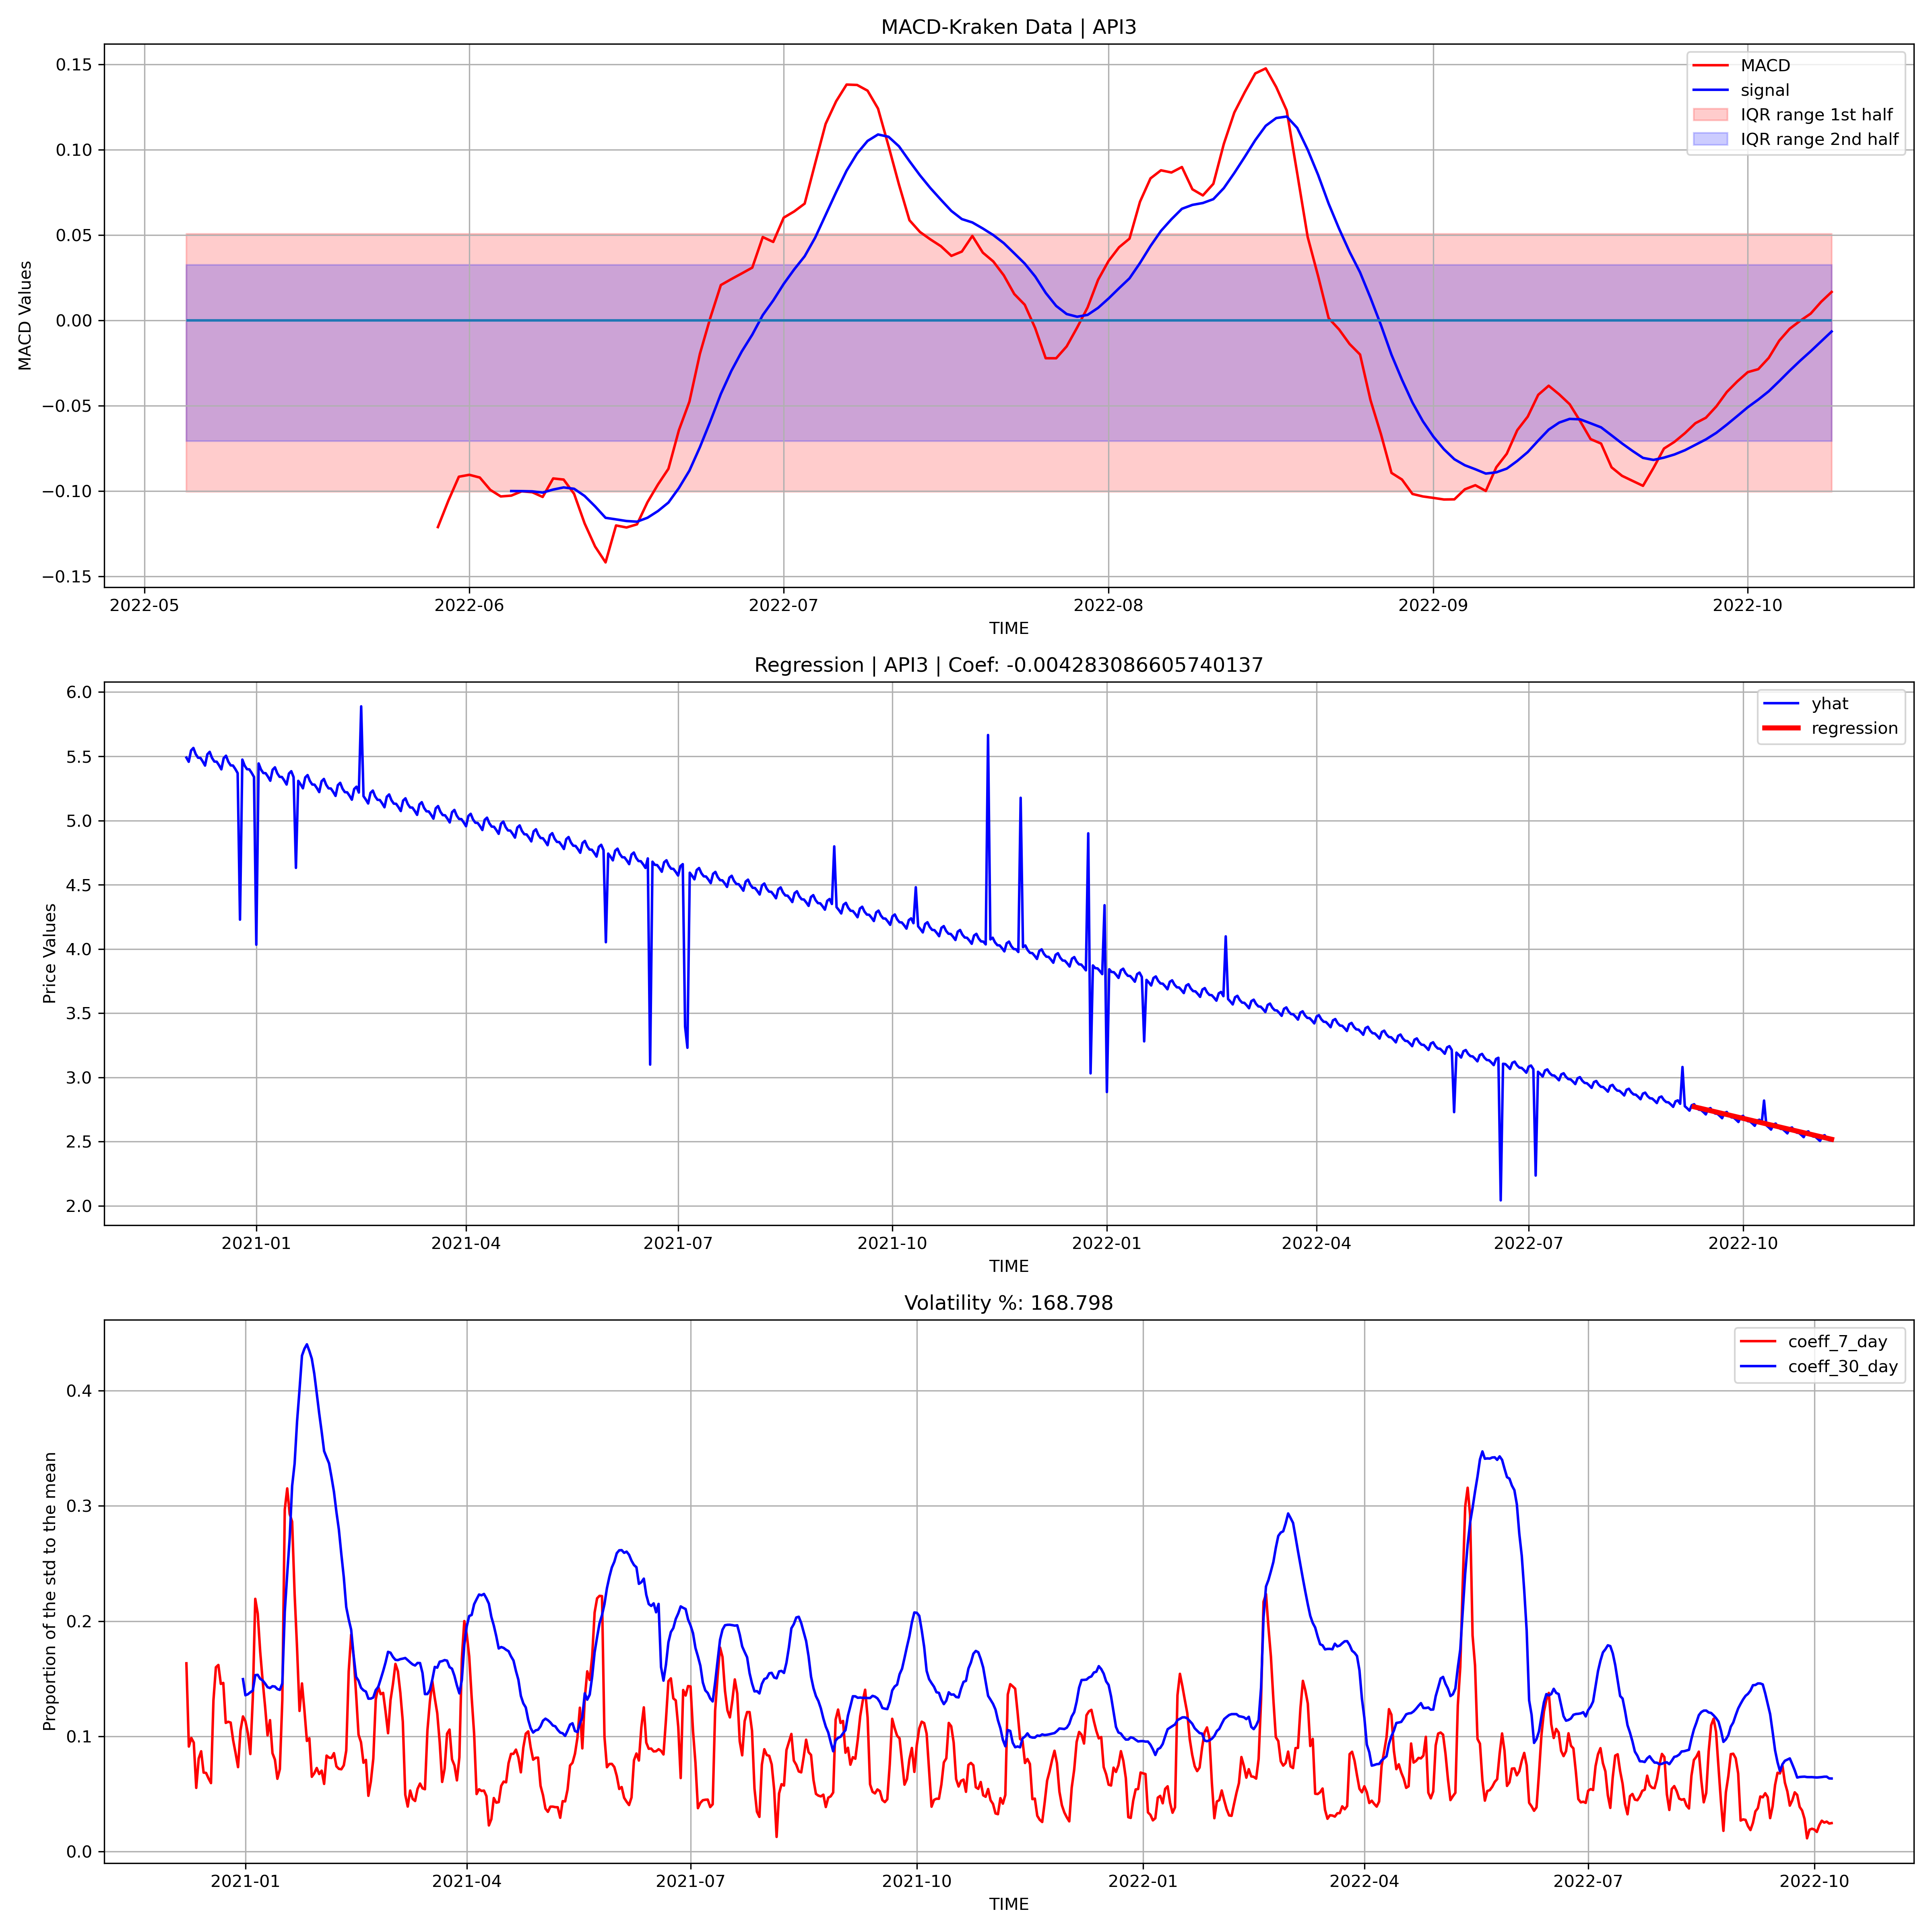 MACD-Kraken Data | API3
MACD Values
0.15
0.10
0.05
0.00
−0.05
−0.10
−0.15
MACD
signal
IQR range 1st half
IQR range 2nd half
2022-05 2022-06 2022-07 2022-08 2022-09 2022-10
TIME
Regression | API3 | Coef: -0.004283086605740137
Price Values
6.0
5.5
5.0
4.5
4.0
3.5
3.0
2.5
2.0
yhat
regression
2021-01 2021-04 2021-07 2021-10 2022-01 2022-04 2022-07 2022-10
TIME
Volatility %: 168.798
Proportion of the std to the mean
0.4
0.3
0.2
0.1
0.0
coeff_7_day
coeff_30_day
2021-01 2021-04 2021-07 2021-10 2022-01 2022-04 2022-07 2022-10
TIME